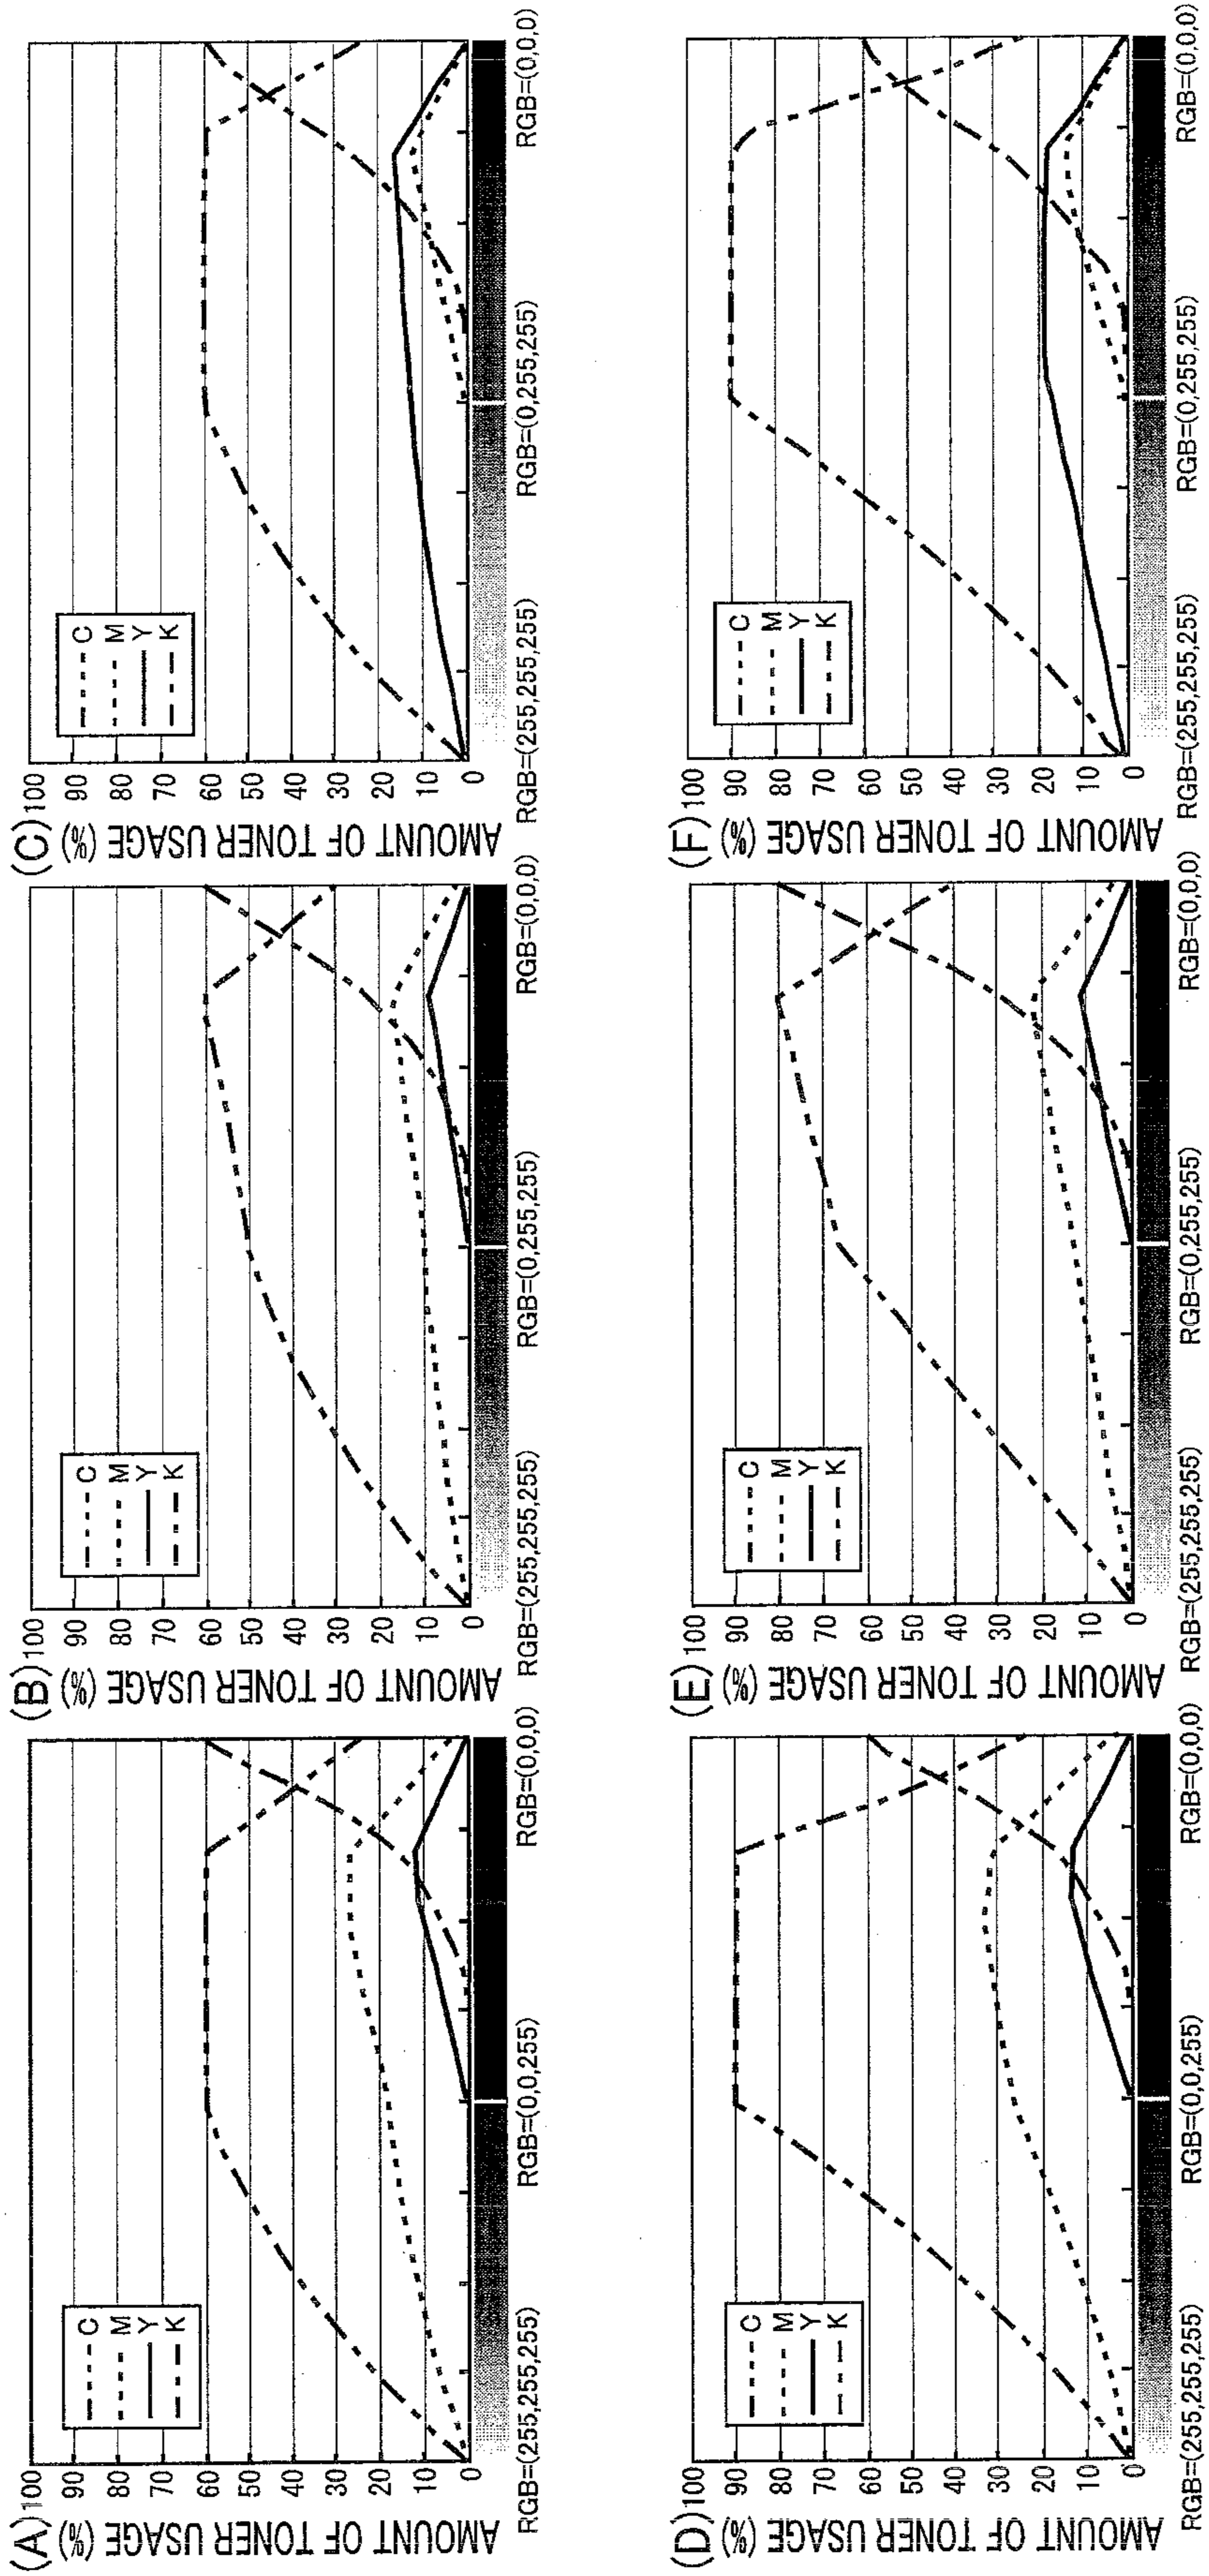 (A)
AMOUNT OF TONER USAGE (%)
100
90
80
70
60
50
40
30
20
10
0
C
M
Y
K
RGB=(255,255,255)
RGB=(0,0,255)
RGB=(0,0,0)
(B)
AMOUNT OF TONER USAGE (%)
100
90
80
70
60
50
40
30
20
10
0
C
M
Y
K
RGB=(255,255,255)
RGB=(0,255,255)
RGB=(0,0,0)
(C)
AMOUNT OF TONER USAGE (%)
100
90
80
70
60
50
40
30
20
10
0
C
M
Y
K
RGB=(255,255,255)
RGB=(0,255,255)
RGB=(0,0,0)
(D)
AMOUNT OF TONER USAGE (%)
100
90
80
70
60
50
40
30
20
10
0
C
M
Y
K
RGB=(255,255,255)
RGB=(0,0,255)
RGB=(0,0,0)
(E)
AMOUNT OF TONER USAGE (%)
100
90
80
70
60
50
40
30
20
10
0
C
M
Y
K
RGB=(255,255,255)
RGB=(0,255,255)
RGB=(0,0,0)
(F)
AMOUNT OF TONER USAGE (%)
100
90
80
70
60
50
40
30
20
10
0
C
M
Y
K
RGB=(255,255,255)
RGB=(0,255,255)
RGB=(0,0,0)